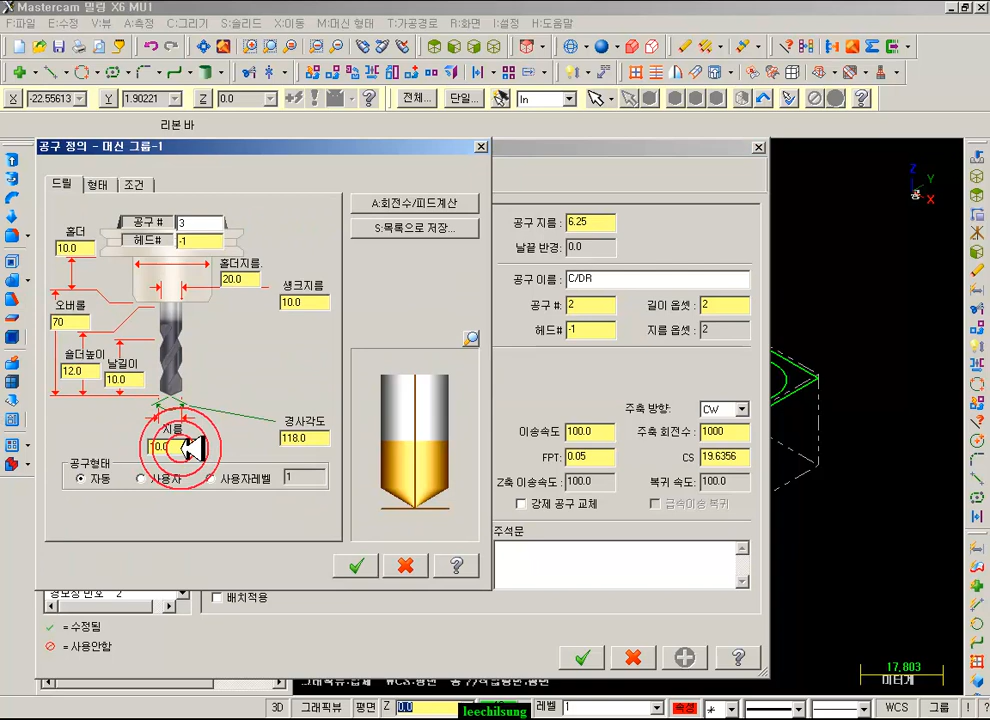 Mastercam 밀링 X6 MU1
F:파일 E:수정 V:뷰 A:측정 C:그리기 S:솔리드 X:이동 M:머신 형태 T:가공경로 R:화면 I:설정 H:도움말
X -22.55613 Y 1.90221 Z 0.0 전체... 단일... In
리본 바
공구 정의 - 머신 그룹-1
드릴 형태 조건
A:회전수/피드계산
S:목록으로 저장...
공구 # 3
헤드# -1
홀더
10.0
홀더지름.
20.0
생크지름
10.0
오버롤
70
숄더높이
12.0
날길이
10.0
경사각도
118.0
지름
10.0
공구형태
자동 사용자 사용자레벨 1
공구 지름: 6.25
날끝 반경: 0.0
공구 이름: C/DR
공구 #: 2 길이 옵셋: 2
헤드# -1 지름 옵셋: 2
주축 방향: CW
이송속도: 100.0 주축 회전수: 1000
FPT: 0.05 CS 19.6356
Z축 이송속도: 100.0 복귀 속도: 100.0
강제 공구 교체 급속이송 복귀
주석문
배치적용
= 수정됨
= 사용안함
Z
Y
X
17.803
미터계
3D 그래픽뷰 평면 Z 0.0 레벨 1 속성 WCS 그룹 ! ?
leechilsung